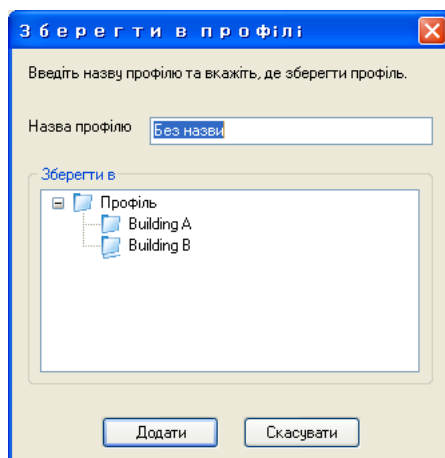 Зберегти в профілі
Введіть назву профілю та вкажіть, де зберегти профіль.
Назва профілю Без назви
Зберегти в
Профіль
Building A
Building B
Додати Скасувати